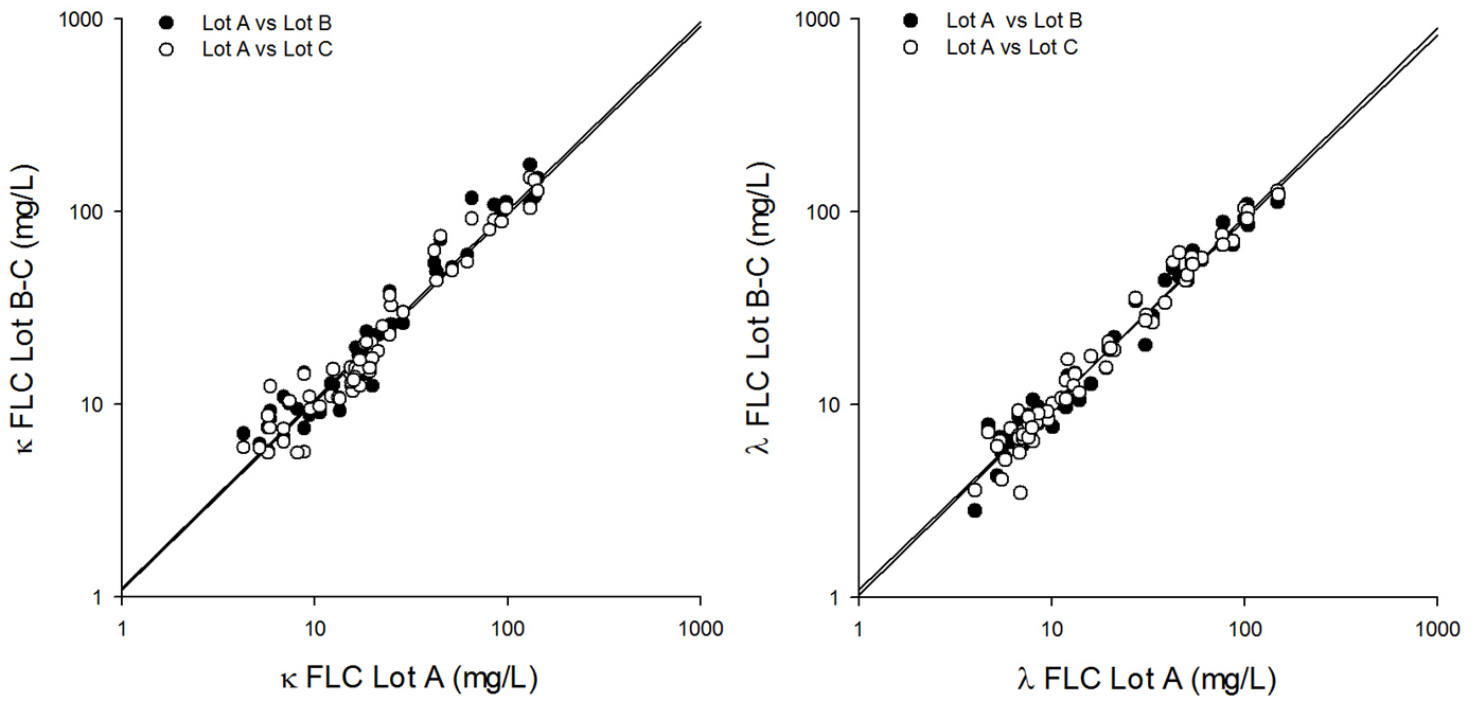 Lot A vs Lot B
Lot A vs Lot C
1000
100
10
1
1
10
100
1000
κ FLC Lot B-C (mg/L)
κ FLC Lot A (mg/L)
Lot A vs Lot B
Lot A vs Lot C
1000
100
10
1
1
10
100
1000
λ FLC Lot B-C (mg/L)
λ FLC Lot A (mg/L)